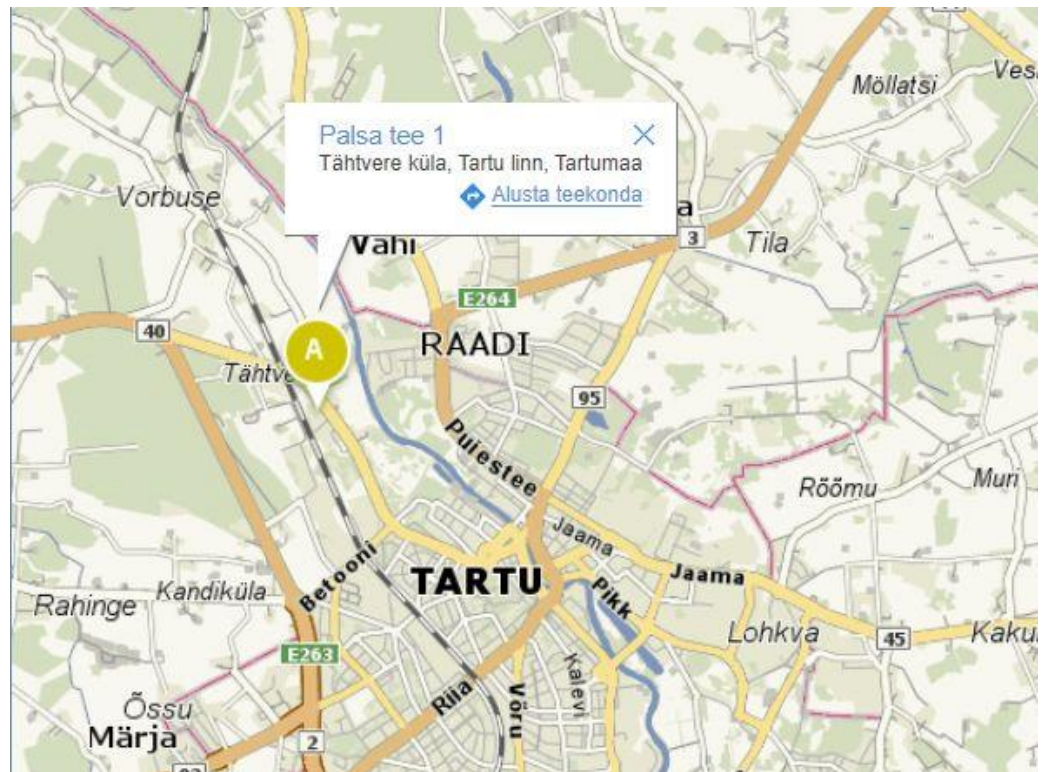 Möllatsi
Palsa tee 1
Tähtvere küla, Tartu linn, Tartumaa
Alusta teekonda
Vorbuse
Vahi
3
Tila
E264
40
RAADI
A
95
Puiestee
Rõõmu
Muri
Jaama
TARTU
Jaama
Betooni
Kandiküla
Rahinge
Pikk
Lohkva
45
E263
Kalevi
Riia
Võru
Õssu
Märja
2